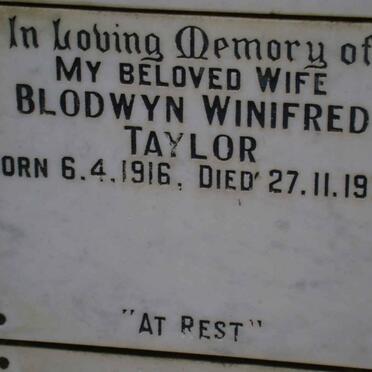 In Loving Memory of
MY BELOVED WIFE
BLODWYN WINIFRED
TAYLOR
ORN 6.4.1916, DIED 27.11.19
"AT REST"